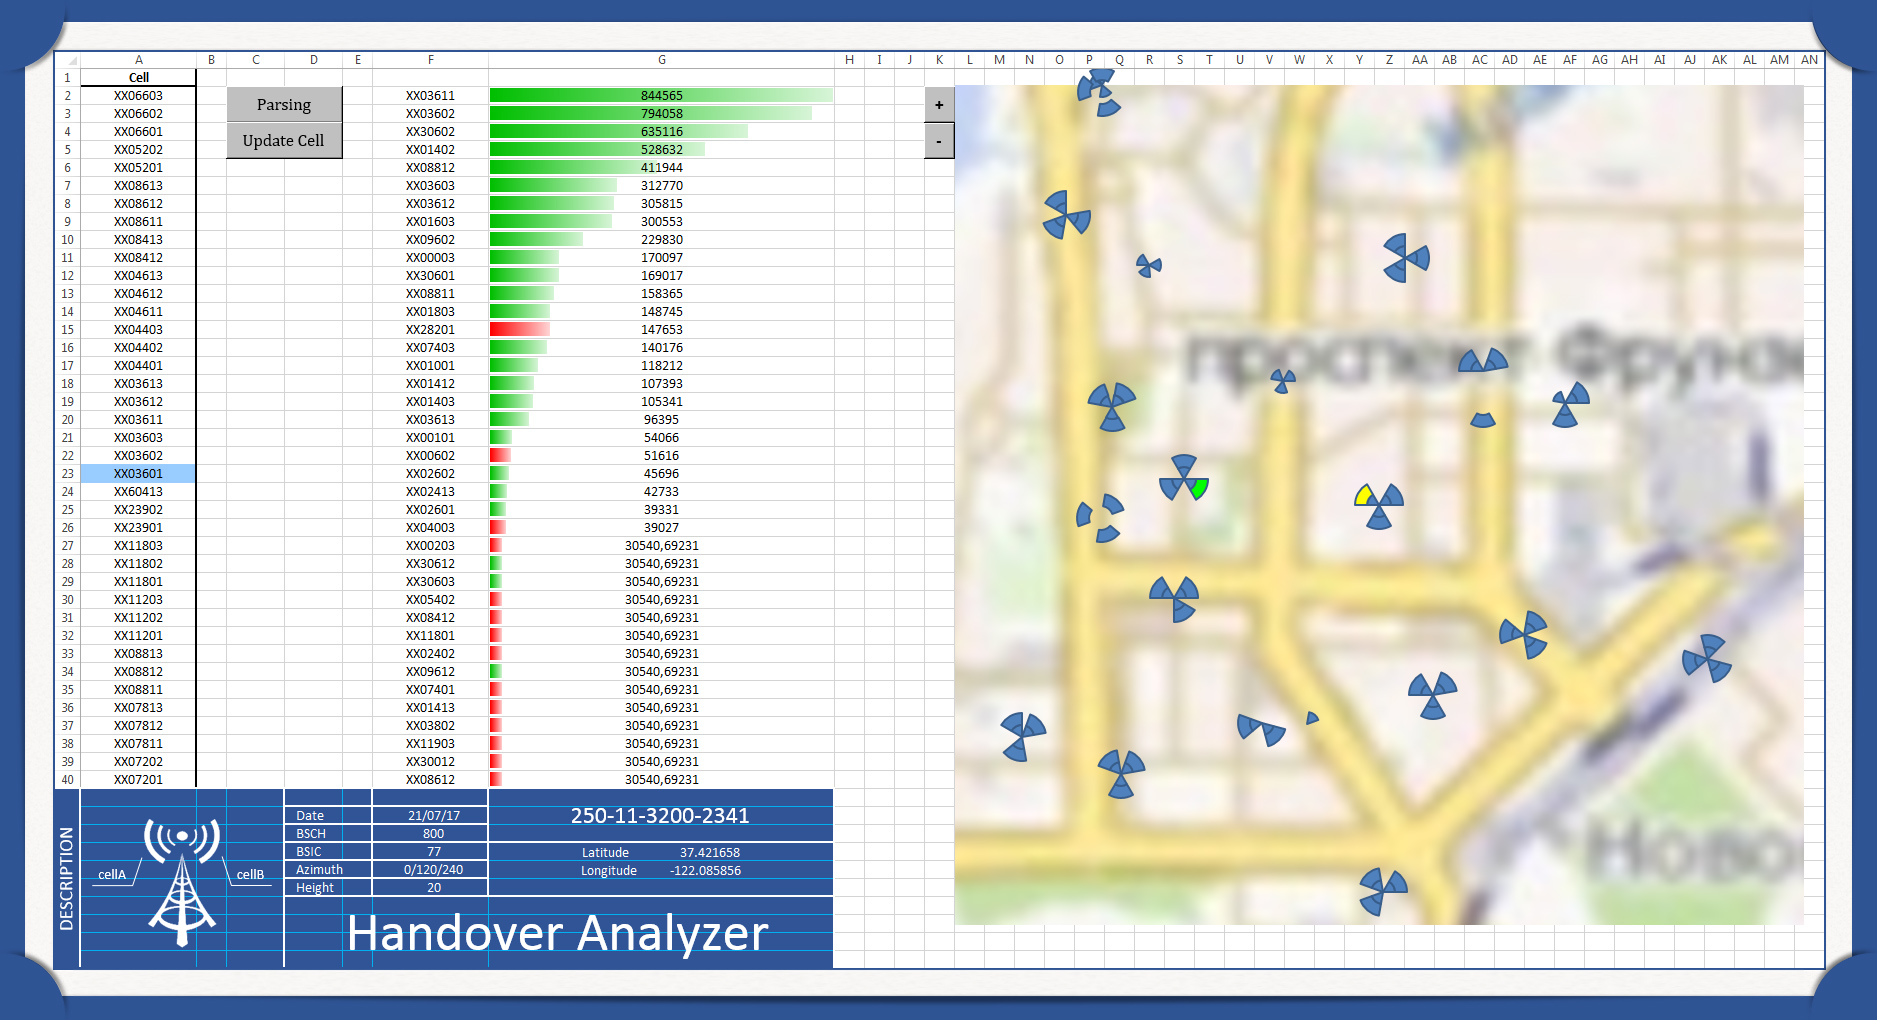 A B C D E F G H I J K L M N O P Q R S T U V W X Y Z AA AB AC AD AE AF AG AH AI AJ AK AL AM AN
1 Cell
2 XX06603 XX03611 844565
3 XX06602 XX03602 794058
Parsing
+
4 XX06601 XX30602 635116
5 XX05202 XX01402 528632
Update Cell
-
6 XX05201 XX08812 411944
7 XX08613 XX03603 312770
8 XX08612 XX03612 305815
9 XX08611 XX01603 300553
10 XX08413 XX09602 229830
11 XX08412 XX00003 170097
12 XX04613 XX30601 169017
13 XX04612 XX08811 158365
14 XX04611 XX01803 148745
15 XX04403 XX28201 147653
16 XX04402 XX07403 140176
17 XX04401 XX01001 118212
18 XX03613 XX01412 107393
19 XX03612 XX01403 105341
20 XX03611 XX03613 96395
21 XX03603 XX00101 54066
22 XX03602 XX00602 51616
23 XX03601 XX02602 45696
24 XX60413 XX02413 42733
25 XX23902 XX02601 39331
26 XX23901 XX04003 39027
27 XX11803 XX00203 30540,69231
28 XX11802 XX30612 30540,69231
29 XX11801 XX30603 30540,69231
30 XX11203 XX05402 30540,69231
31 XX11202 XX08412 30540,69231
32 XX11201 XX11801 30540,69231
33 XX08813 XX02402 30540,69231
34 XX08812 XX09612 30540,69231
35 XX08811 XX07401 30540,69231
36 XX07813 XX01413 30540,69231
37 XX07812 XX03802 30540,69231
38 XX07811 XX11903 30540,69231
39 XX07202 XX30012 30540,69231
40 XX07201 XX08612 30540,69231
проспект Фрунз
Ново
DESCRIPTION
cellA cellB
Date 21/07/17
BSCH 800
BSIC 77
Azimuth 0/120/240
Height 20
250-11-3200-2341
Latitude 37.421658
Longitude -122.085856
Handover Analyzer